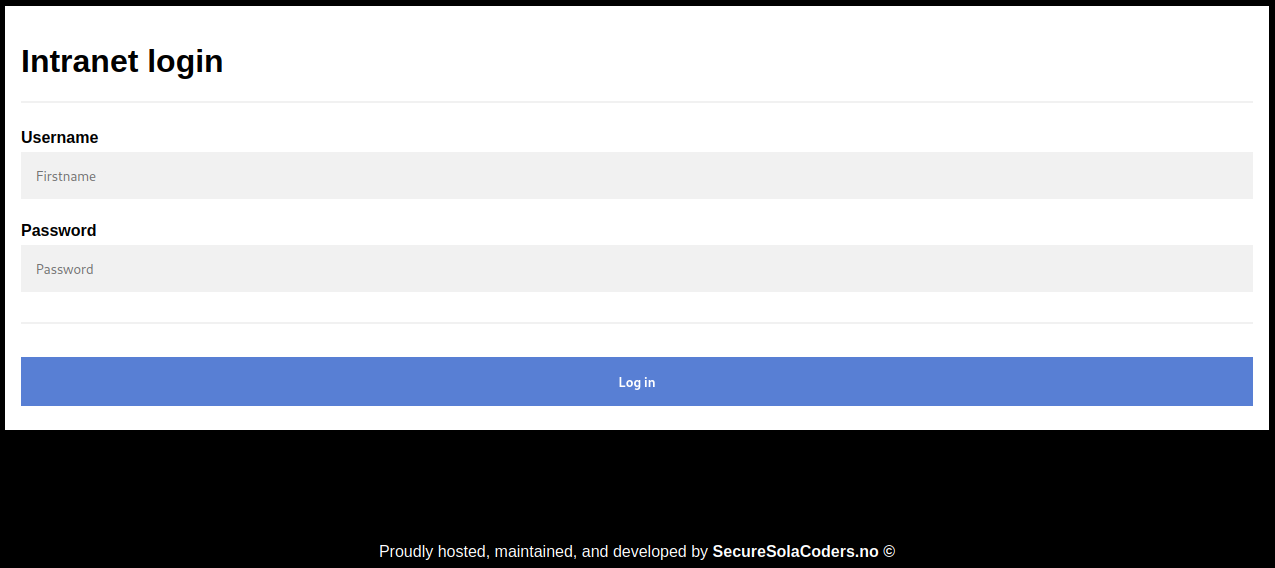 Intranet login
Username
Firstname
Password
Password
Log in
Proudly hosted, maintained, and developed by SecureSolaCoders.no ©